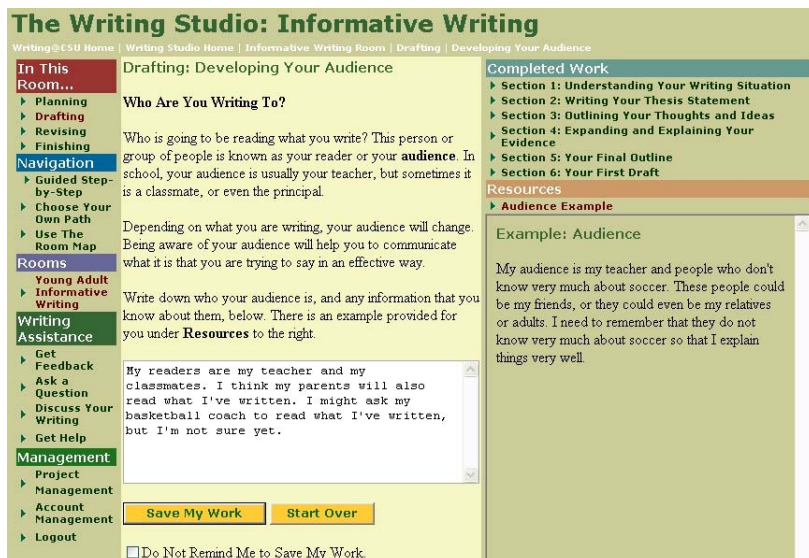 The Writing Studio: Informative Writing
Writing@CSU Home | Writing Studio Home | Informative Writing Room | Drafting | Developing Your Audience
In This
Room...
Planning
Drafting
Revising
Finishing
Navigation
Guided Step-
by-Step
Choose Your
Own Path
Use The
Room Map
Rooms
Young Adult
Informative
Writing
Writing
Assistance
Get
Feedback
Ask a
Question
Discuss Your
Writing
Get Help
Management
Project
Management
Account
Management
Logout
Drafting: Developing Your Audience
Who Are You Writing To?
Who is going to be reading what you write? This person or
group of people is known as your reader or your audience. In
school, your audience is usually your teacher, but sometimes it
is a classmate, or even the principal.
Depending on what you are writing, your audience will change.
Being aware of your audience will help you to communicate
what it is that you are trying to say in an effective way.
Write down who your audience is, and any information that you
know about them, below. There is an example provided for
you under Resources to the right.
My readers are my teacher and my
classmates. I think my parents will also
read what I've written. I might ask my
basketball coach to read what I've written,
but I'm not sure yet.
Save My Work
Start Over
Do Not Remind Me to Save My Work.
Completed Work
Section 1: Understanding Your Writing Situation
Section 2: Writing Your Thesis Statement
Section 3: Outlining Your Thoughts and Ideas
Section 4: Expanding and Explaining Your
Evidence
Section 5: Your Final Outline
Section 6: Your First Draft
Resources
Audience Example
Example: Audience
My audience is my teacher and people who don't
know very much about soccer. These people could
be my friends, or they could even be my relatives
or adults. I need to remember that they do not
know very much about soccer so that I explain
things very well.